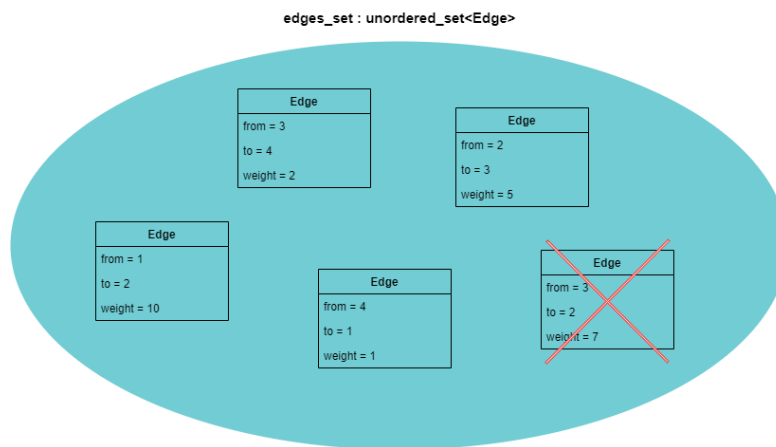 edges_set : unordered_set<Edge>
Edge
from = 3
to = 4
weight = 2
Edge
from = 2
to = 3
weight = 5
Edge
from = 1
to = 2
weight = 10
Edge
from = 4
to = 1
weight = 1
Edge
from = 3
to = 2
weight = 7